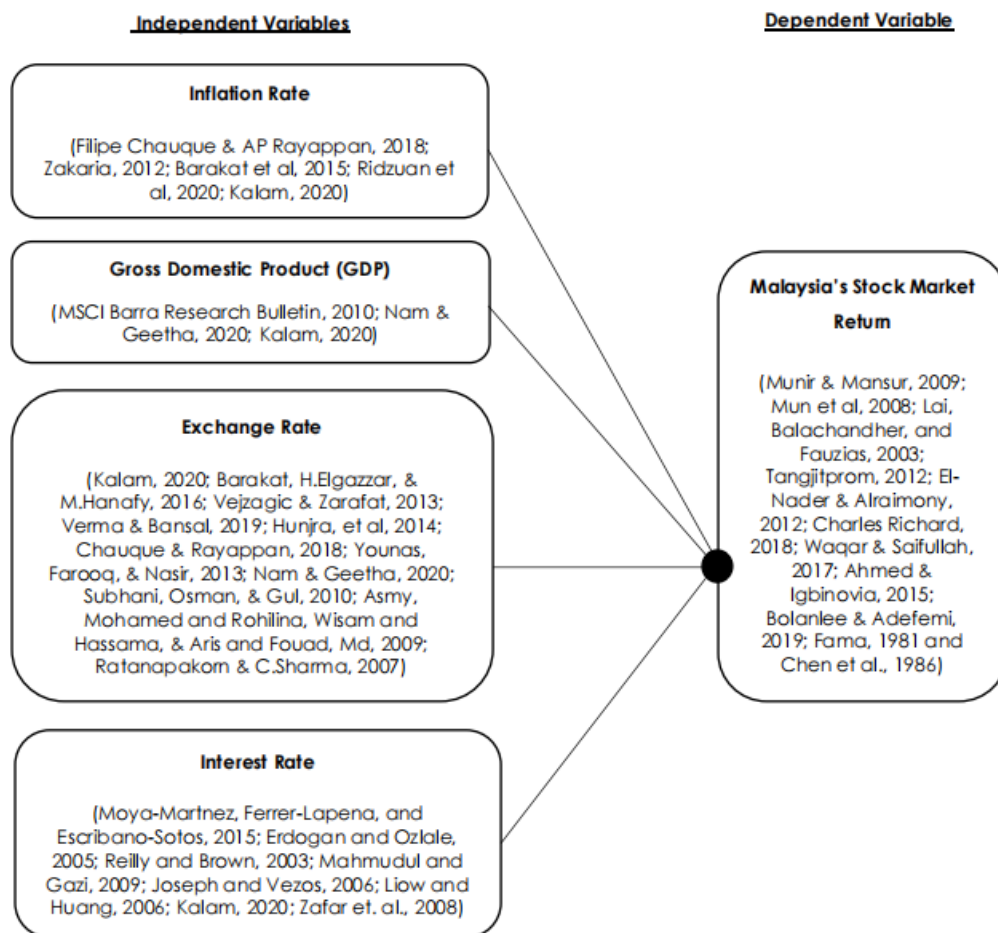 Independent Variables
Dependent Variable
Inflation Rate
(Filipe Chauque & AP Rayappan, 2018;
Zakaria, 2012; Barakat et al, 2015; Ridzuan et
al, 2020; Kalam, 2020)
Gross Domestic Product (GDP)
(MSCI Barra Research Bulletin, 2010; Nam &
Geetha, 2020; Kalam, 2020)
Exchange Rate
(Kalam, 2020; Barakat, H.Elgazzar, &
M.Hanafy, 2016; Vejzagic & Zarafat, 2013;
Verma & Bansal, 2019; Hunjra, et al, 2014;
Chauque & Rayappan, 2018; Younas,
Farooq, & Nasir, 2013; Nam & Geetha, 2020;
Subhani, Osman, & Gul, 2010; Asmy,
Mohamed and Rohilina, Wisam and
Hassama, & Aris and Fouad, Md, 2009;
Ratanapakorn & C.Sharma, 2007)
Interest Rate
(Moya-Martnez, Ferrer-Lapena, and
Escribano-Sotos, 2015; Erdogan and Ozlale,
2005; Reilly and Brown, 2003; Mahmudul and
Gazi, 2009; Joseph and Vezos, 2006; Liow and
Huang, 2006; Kalam, 2020; Zafar et. al., 2008)
Malaysia's Stock Market
Return
(Munir & Mansur, 2009;
Mun et al, 2008; Lai,
Balachandher, and
Fauzias, 2003;
Tangjitprom, 2012; El-
Nader & Alraimony,
2012; Charles Richard,
2018; Waqar & Saifullah,
2017; Ahmed &
Igbinovia, 2015;
Bolanlee & Adefemi,
2019; Fama, 1981 and
Chen et al., 1986)